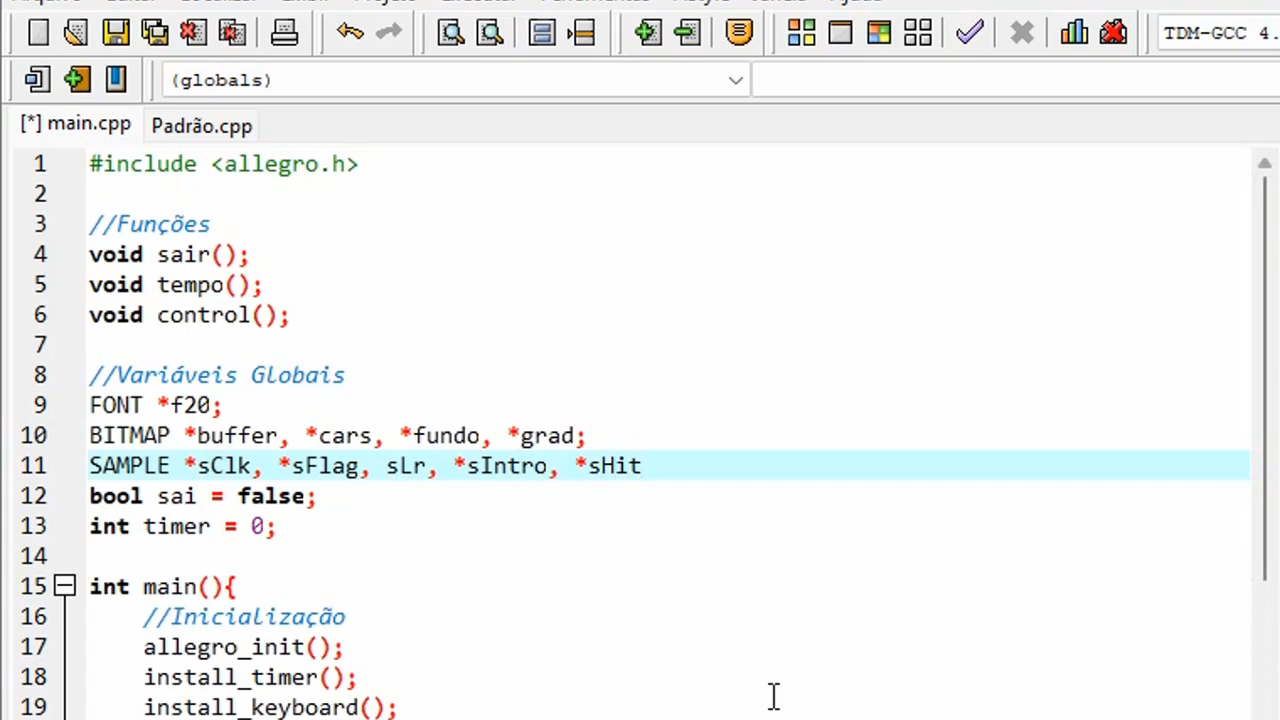 TDM-GCC 4.
(globals)
[*] main.cpp Padrão.cpp
1 #include <allegro.h>
2
3 //Funções
4 void sair();
5 void tempo();
6 void control();
7
8 //Variáveis Globais
9 FONT *f20;
10 BITMAP *buffer, *cars, *fundo, *grad;
11 SAMPLE *sClk, *sFlag, sLr, *sIntro, *sHit
12 bool sai = false;
13 int timer = 0;
14
15 int main(){
16 //Inicialização
17 allegro_init();
18 install_timer();
19 install_keyboard();